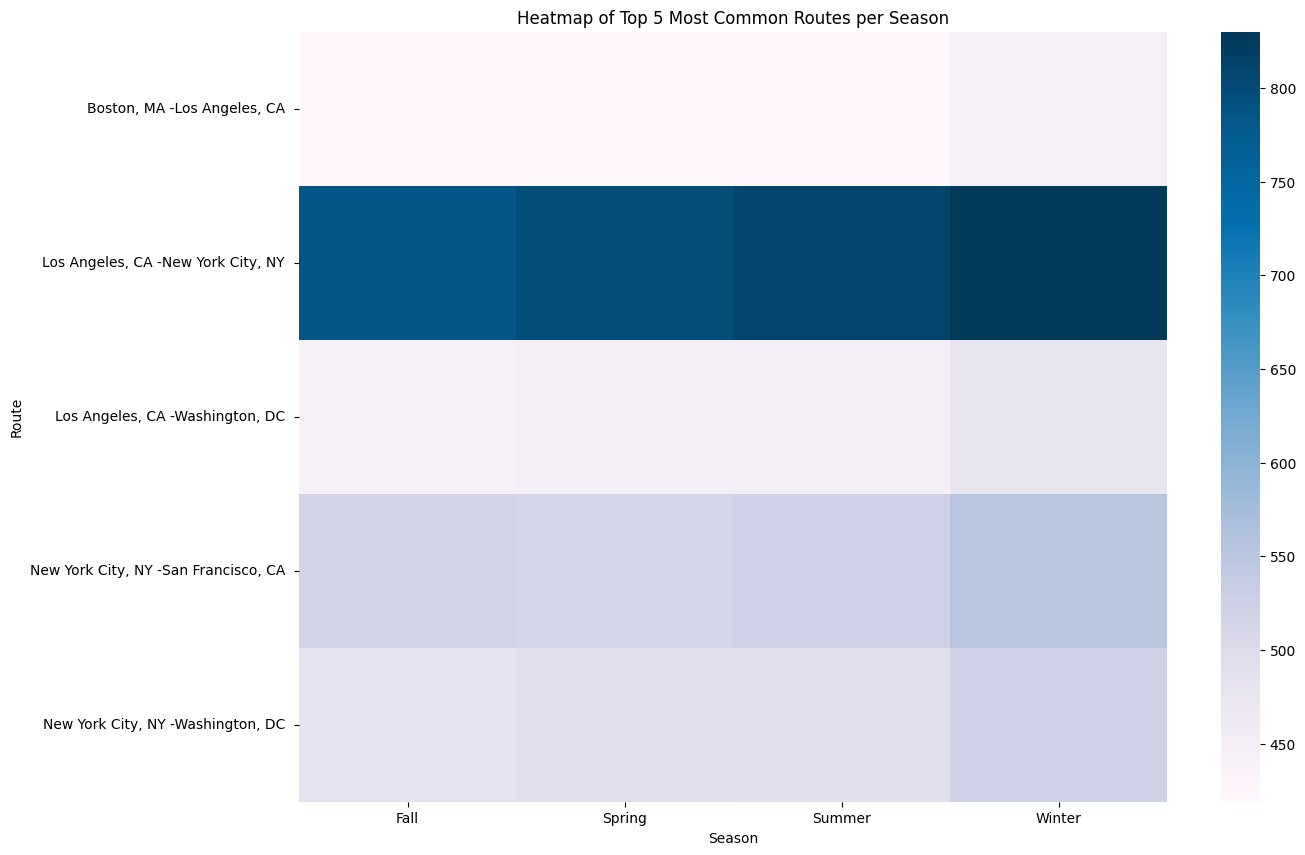 Heatmap of Top 5 Most Common Routes per Season
Boston, MA -Los Angeles, CA
Los Angeles, CA -New York City, NY
Los Angeles, CA -Washington, DC
New York City, NY -San Francisco, CA
New York City, NY -Washington, DC
Route
Fall
Spring
Summer
Winter
Season
800
750
700
650
600
550
500
450